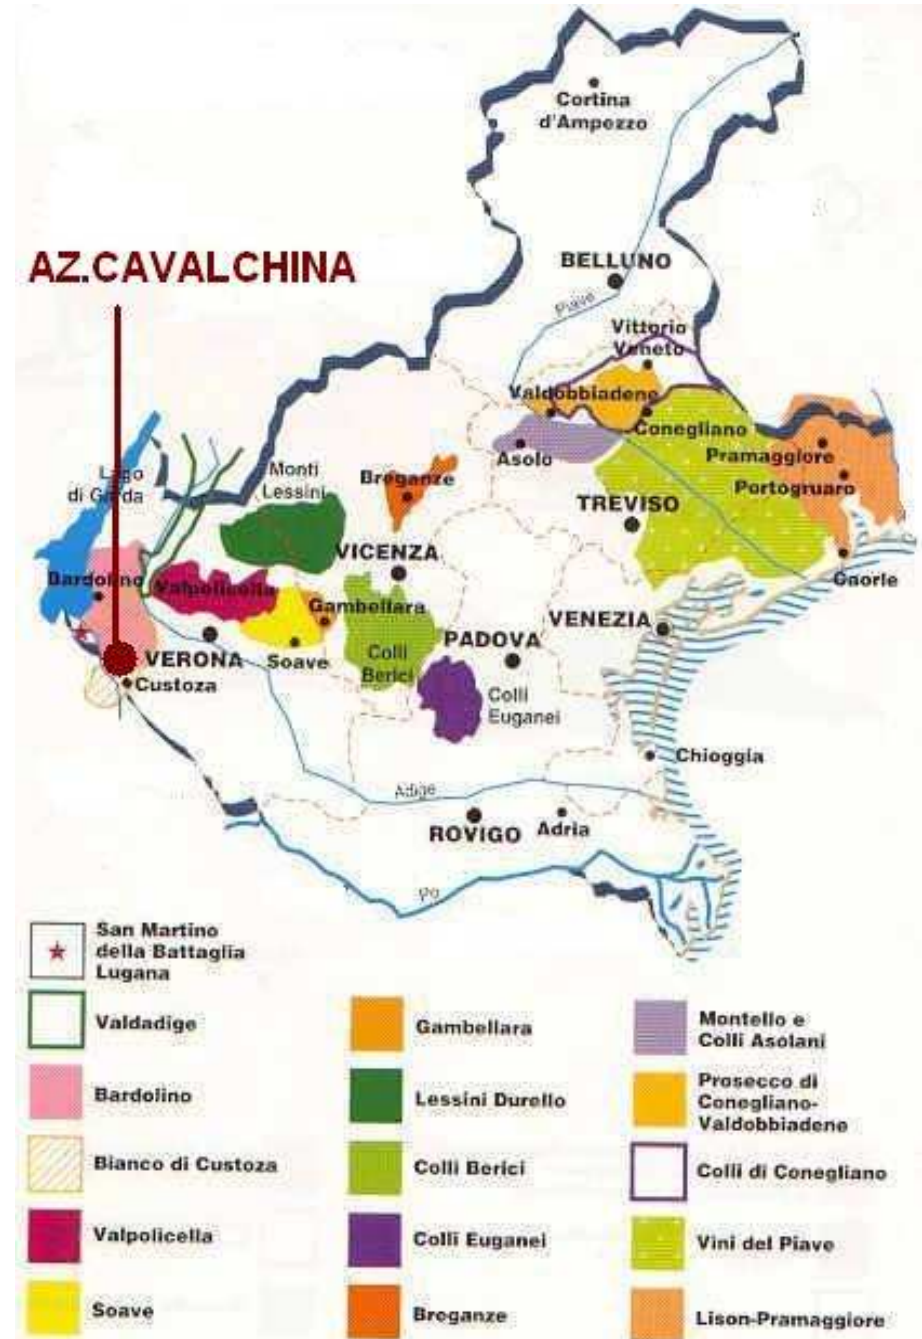 Cortina
d'Ampezzo
AZ.CAVALCHINA
BELLUNO
Piave
Vittorio
Veneto
Valdobbiadene
Conegliano
Asolo
Pramaggiore
Portogruaro
Lago
di Garda
Monti
Lessini
Breganze
TREVISO
VICENZA
Caorle
Bardolino
Valpolicella
Gambellara
VENEZIA
PADOVA
VERONA
Soave
Colli
Berici
Custoza
Colli
Euganei
Chioggia
Adige
ROVIGO
Adria
Po
San Martino
della Battaglia
Lugana
Valdadige
Bardolino
Bianco di Custoza
Valpolicella
Soave
Gambellara
Lessini Durello
Colli Berici
Colli Euganei
Breganze
Montello e
Colli Asolani
Prosecco di
Conegliano-
Valdobbiadene
Colli di Conegliano
Vini del Piave
Lison-Pramaggiore